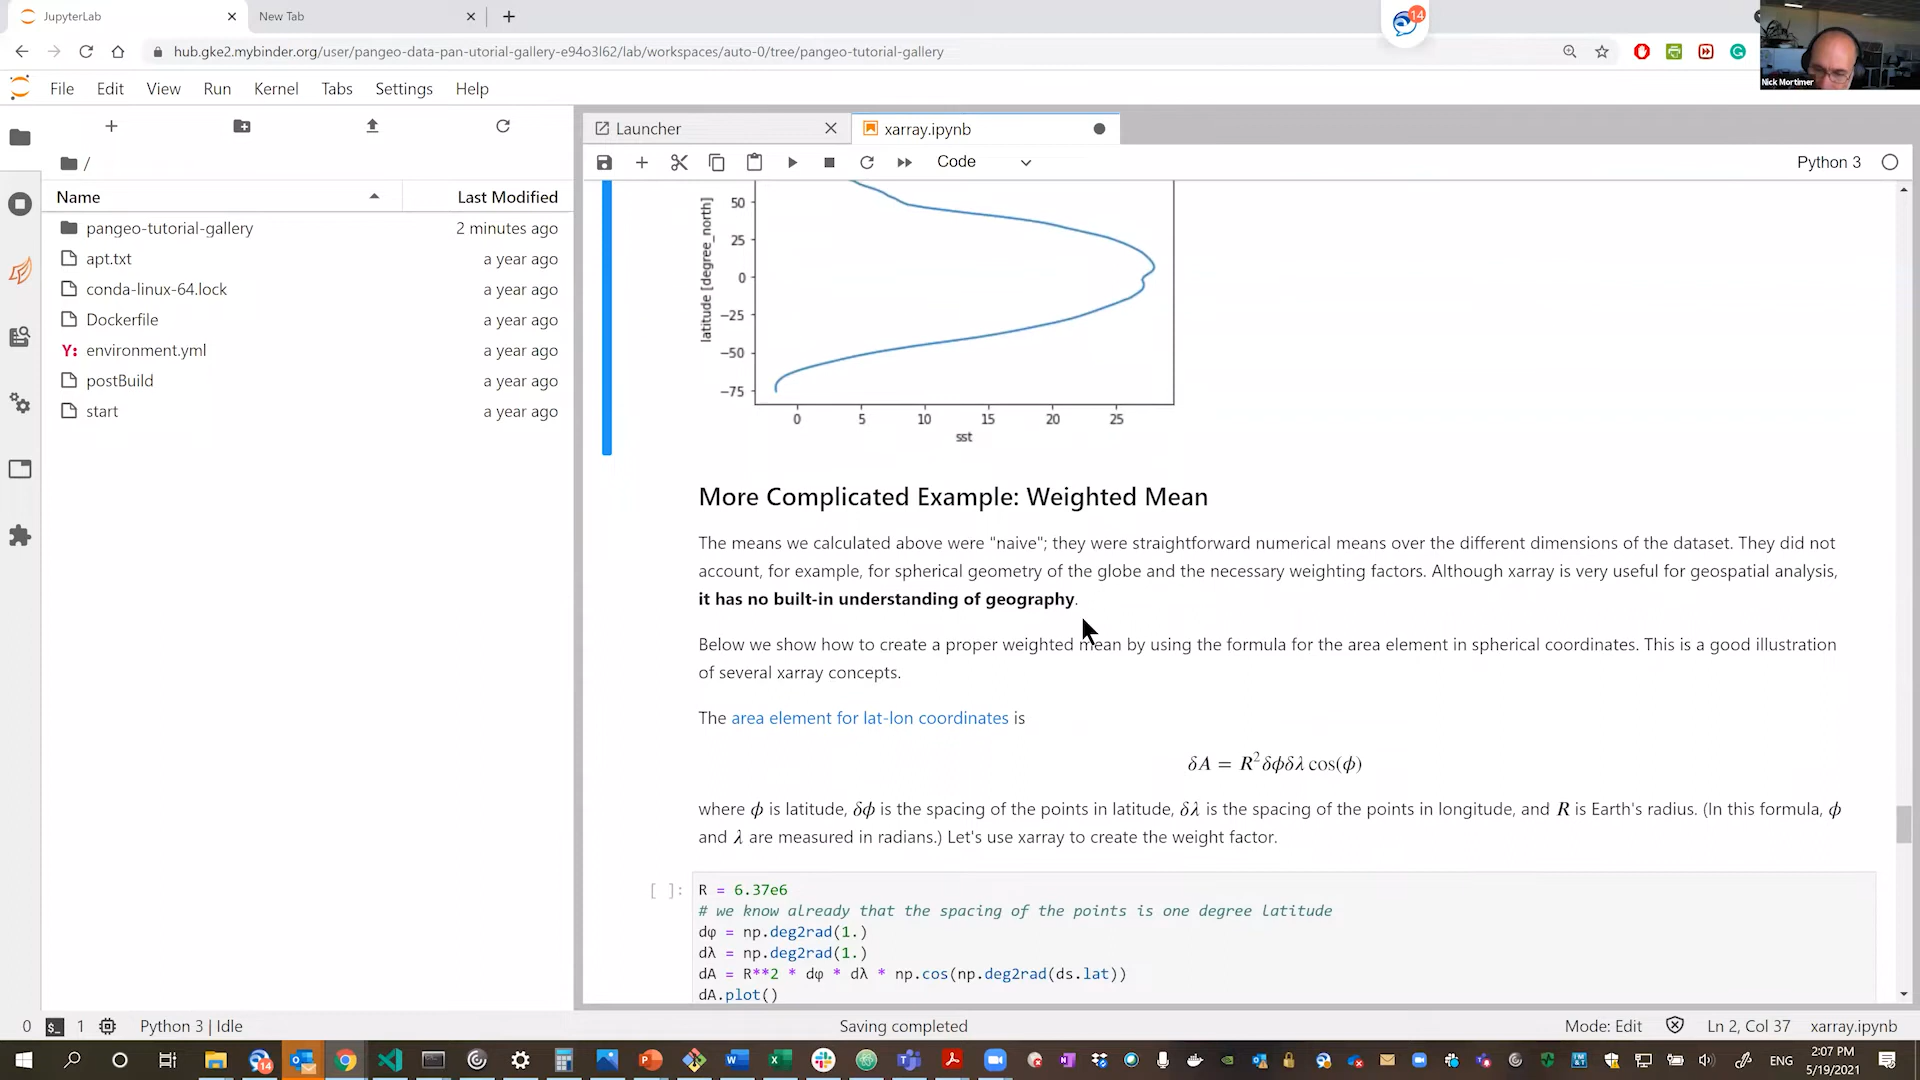 JupyterLab
New Tab
14
hub.gke2.mybinder.org/user/pangeo-data-pan-utorial-gallery-e94o3l62/lab/workspaces/auto-0/tree/pangeo-tutorial-gallery
Nick Mortimer
File Edit View Run Kernel Tabs Settings Help
Launcher
xarray.ipynb
/
Code
Python 3
Name
Last Modified
pangeo-tutorial-gallery 2 minutes ago
apt.txt a year ago
conda-linux-64.lock a year ago
Dockerfile a year ago
Y: environment.yml a year ago
postBuild a year ago
start a year ago
latitude [degree_north]
50
25
0
−25
−50
−75
0 5 10 15 20 25
sst
More Complicated Example: Weighted Mean
The means we calculated above were "naive"; they were straightforward numerical means over the different dimensions of the dataset. They did not
account, for example, for spherical geometry of the globe and the necessary weighting factors. Although xarray is very useful for geospatial analysis,
it has no built-in understanding of geography.
Below we show how to create a proper weighted mean by using the formula for the area element in spherical coordinates. This is a good illustration
of several xarray concepts.
The area element for lat-lon coordinates is
δA = R²δϕδλ cos(ϕ)
where ϕ is latitude, δϕ is the spacing of the points in latitude, δλ is the spacing of the points in longitude, and R is Earth's radius. (In this formula, ϕ
and λ are measured in radians.) Let's use xarray to create the weight factor.
[ ]:
R = 6.37e6
# we know already that the spacing of the points is one degree latitude
dφ = np.deg2rad(1.)
dλ = np.deg2rad(1.)
dA = R**2 * dφ * dλ * np.cos(np.deg2rad(ds.lat))
dA.plot()
0 $_ 1 Python 3 | Idle
Saving completed
Mode: Edit
Ln 2, Col 37
xarray.ipynb
14
ENG
2:07 PM
5/19/2021